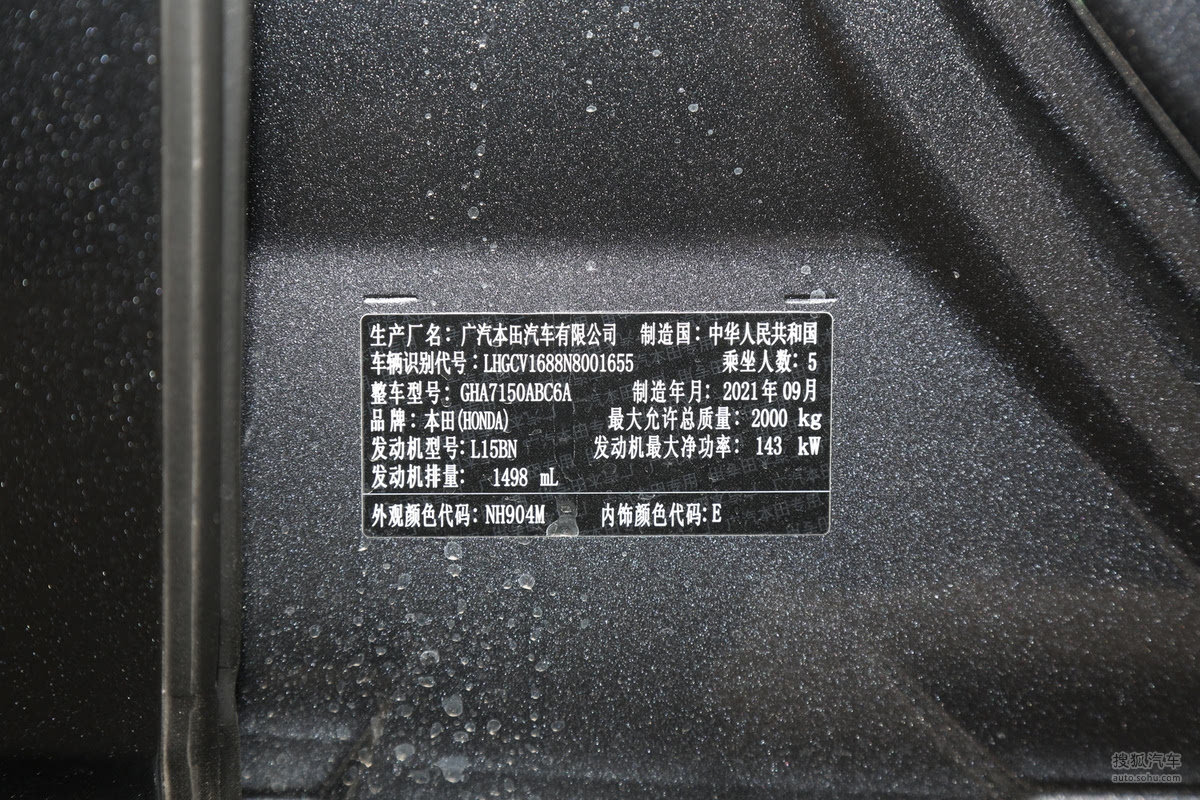 生产厂名：广汽本田汽车有限公司 制造国：中华人民共和国
车辆识别代号：LHGCV1688N8001655 乘坐人数：5
整车型号：GHA7150ABC6A 制造年月：2021年09月
品牌：本田(HONDA) 最大允许总质量：2000 kg
发动机型号:L15BN 发动机最大净功率：143 kW
发动机排量：1498 mL
外观颜色代码：NH904M 内饰颜色代码:E
搜狐汽车
auto.sohu.com